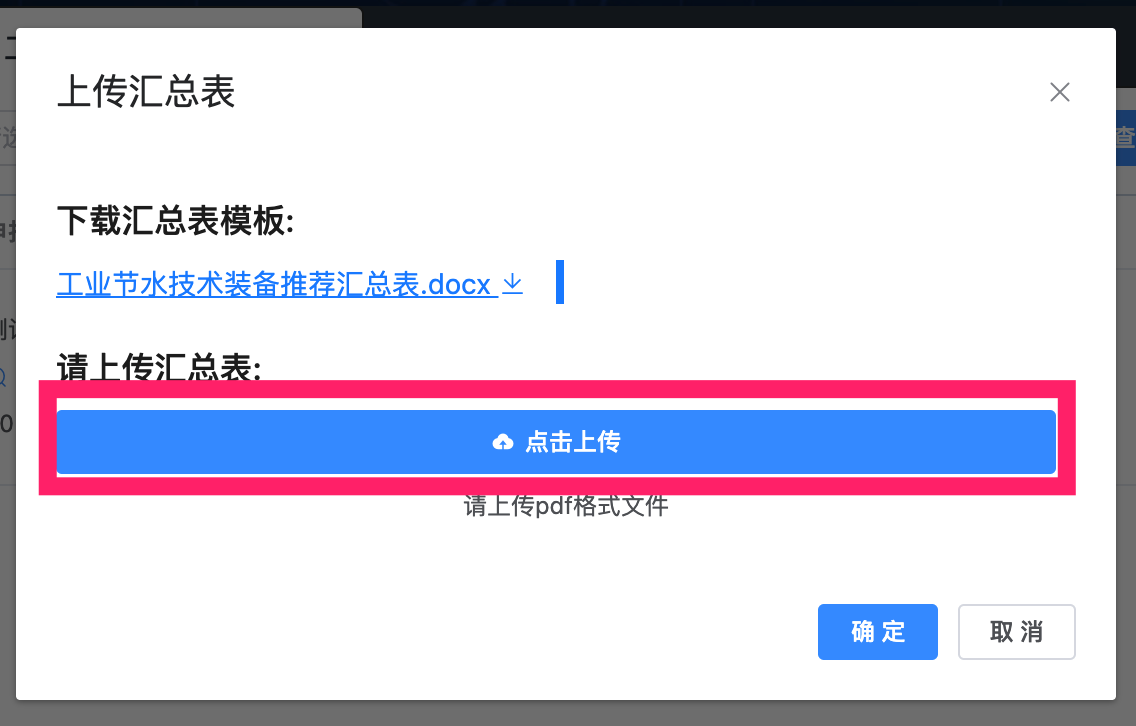 上传汇总表
查
下载汇总表模板:
工业节水技术装备推荐汇总表.docx
请上传汇总表:
0
点击上传
请上传pdf格式文件
确 定
取 消